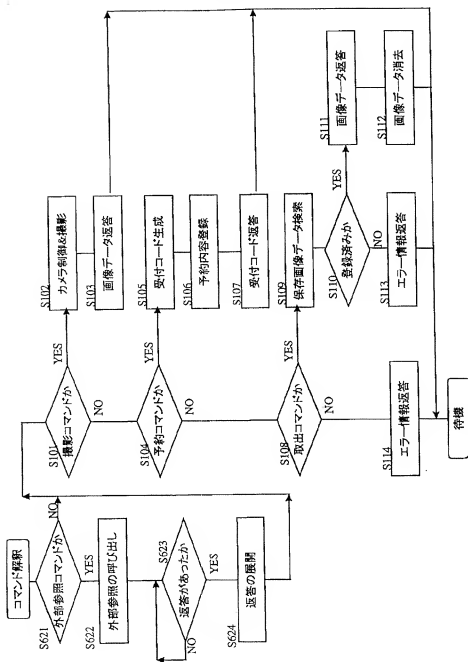 コマンド解釈
S621
外部参照コマンドか
NO
YES
S622
外部参照の呼び出し
S623
返答があったか
NO
YES
S624
返答の展開
S101
撮影コマンドか
YES
NO
S102
カメラ制御&撮影
S103
画像データ返答
S104
予約コマンドか
YES
NO
S105
受付コード生成
S106
予約内容登録
S107
受付コード返答
S108
取出コマンドか
YES
NO
S109
保存画像データ検索
S110
登録済みか
YES
NO
S111
画像データ返答
S112
画像データ消去
S113
エラー情報返答
S114
エラー情報返答
待機